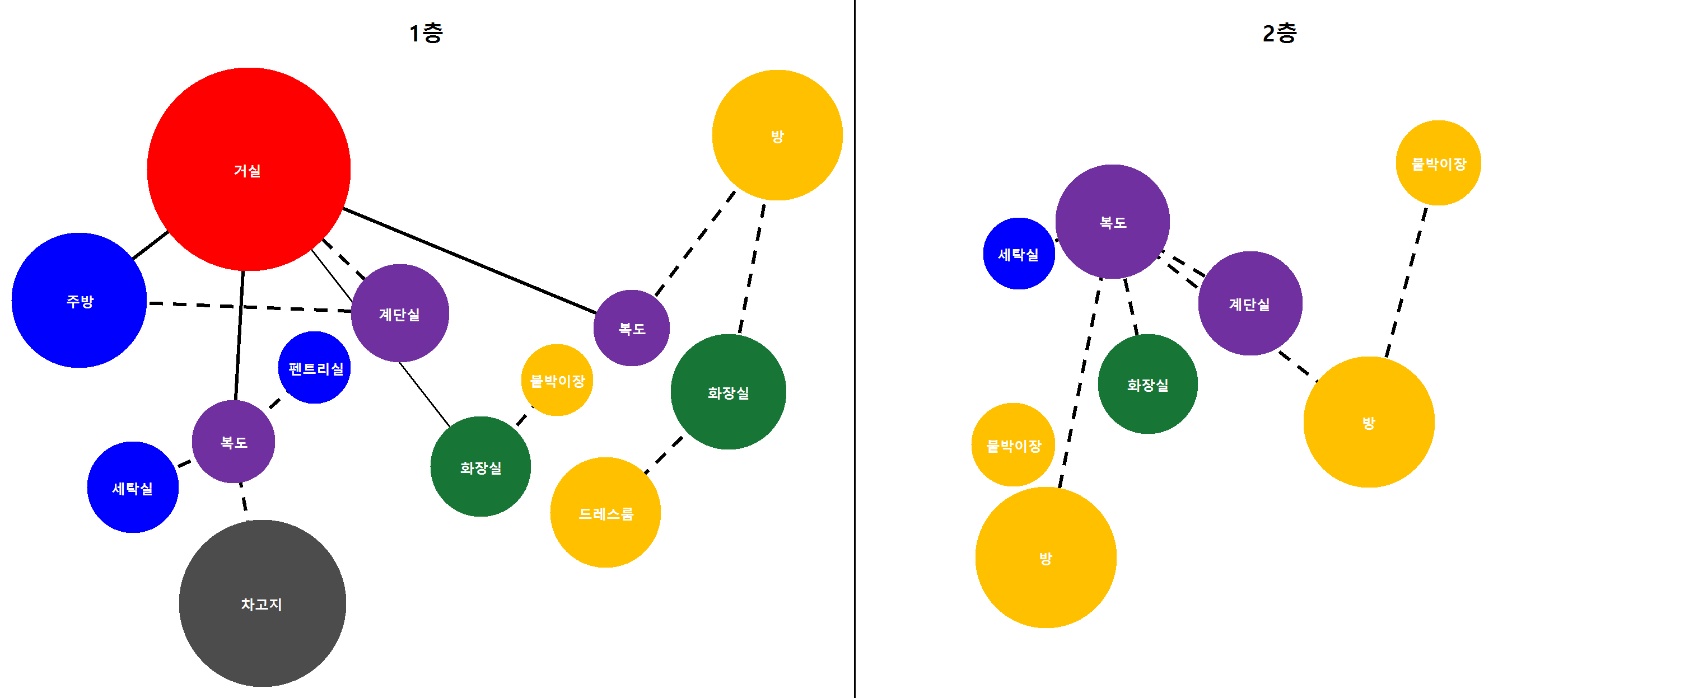 1층
거실
방
주방
계단실
복도
펜트리실
붙박이장
화장실
복도
세탁실
화장실
드레스룸
차고지
2층
붙박이장
복도
세탁실
계단실
화장실
방
붙박이장
방